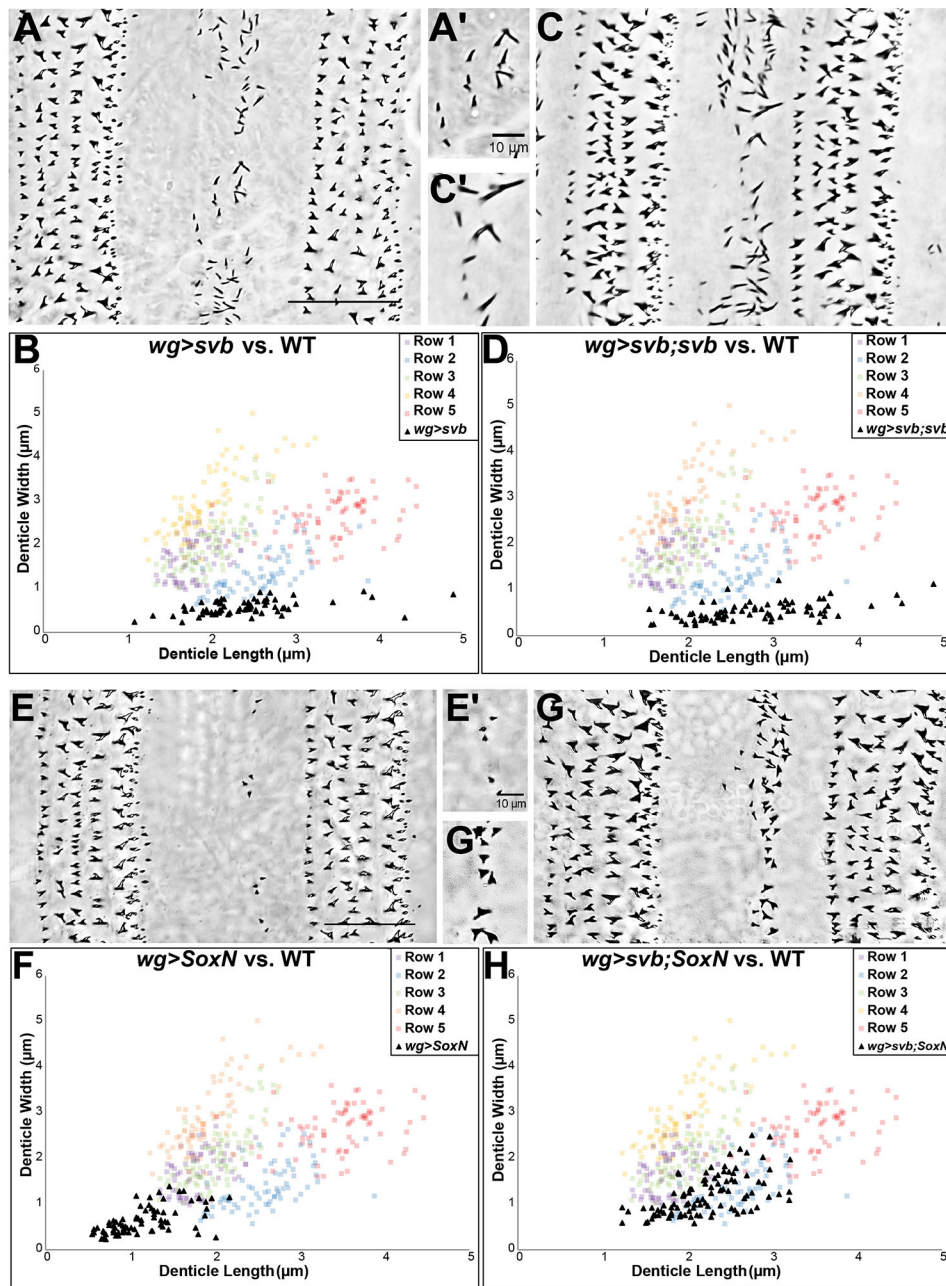 A
A'
10 µm
C
C'
B
wg>svb vs. WT
Row 1
Row 2
Row 3
Row 4
Row 5
wg>svb
6
5
4
3
2
1
0
Denticle Width (µm)
0
1
2
3
4
5
Denticle Length (µm)
D
wg>svb;svb vs. WT
Row 1
Row 2
Row 3
Row 4
Row 5
wg>svb;svb
6
5
4
3
2
1
0
Denticle Width (µm)
0
1
2
3
4
5
Denticle Length (µm)
E
E'
10 µm
G
G'
F
wg>SoxN vs. WT
Row 1
Row 2
Row 3
Row 4
Row 5
wg>SoxN
6
5
4
3
2
1
0
Denticle Width (µm)
0
1
2
3
4
5
Denticle Length (µm)
H
wg>svb;SoxN vs. WT
Row 1
Row 2
Row 3
Row 4
Row 5
wg>svb;SoxN
6
5
4
3
2
1
0
Denticle Width (µm)
0
1
2
3
4
5
Denticle Length (µm)